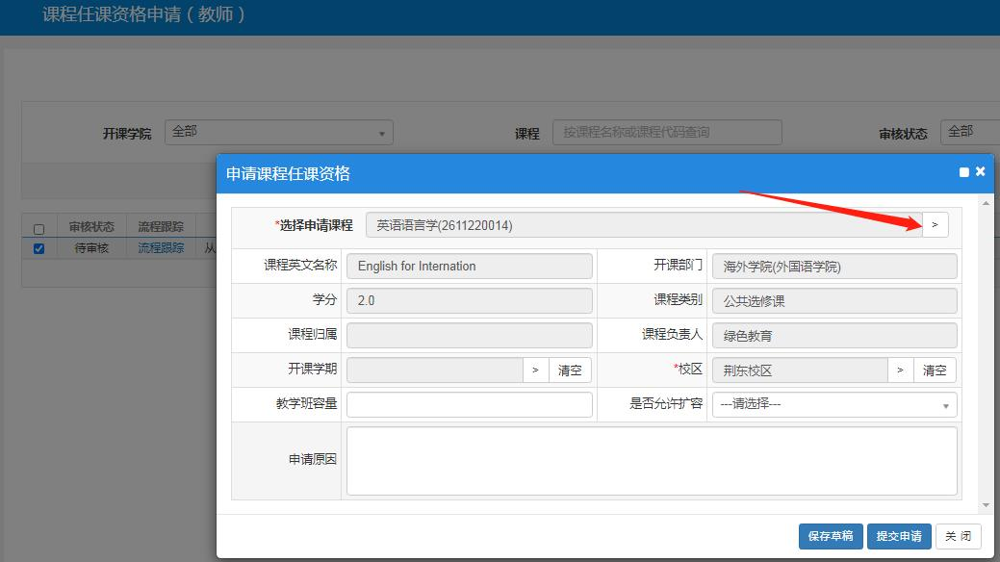 课程任课资格申请（教师）
开课学院 全部 课程 按课程名称或课程代码查询 审核状态 全部
申请课程任课资格
审核状态 流程跟踪
待审核 流程跟踪 从
*选择申请课程 英语语言学(2611220014) >
课程英文名称 English for Internation 开课部门 海外学院(外国语学院)
学分 2.0 课程类别 公共选修课
课程归属 课程负责人 绿色教育
开课学期 > 清空 *校区 荆东校区 > 清空
教学班容量 是否允许扩容 ---请选择---
申请原因
保存草稿 提交申请 关 闭